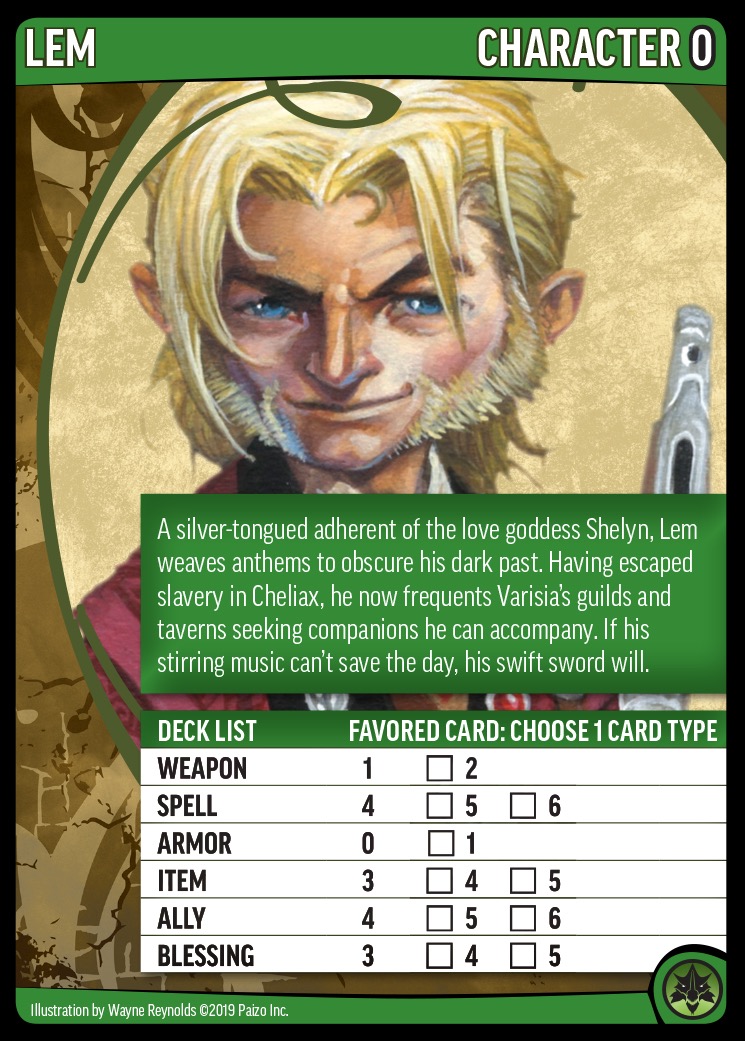 LEM CHARACTER 0
A silver-tongued adherent of the love goddess Shelyn, Lem
weaves anthems to obscure his dark past. Having escaped
slavery in Cheliax, he now frequents Varisia's guilds and
taverns seeking companions he can accompany. If his
stirring music can't save the day, his swift sword will.
DECK LIST FAVORED CARD: CHOOSE 1 CARD TYPE
WEAPON 1 □ 2
SPELL 4 □ 5 □ 6
ARMOR 0 □ 1
ITEM 3 □ 4 □ 5
ALLY 4 □ 5 □ 6
BLESSING 3 □ 4 □ 5
Illustration by Wayne Reynolds ©2019 Paizo Inc.